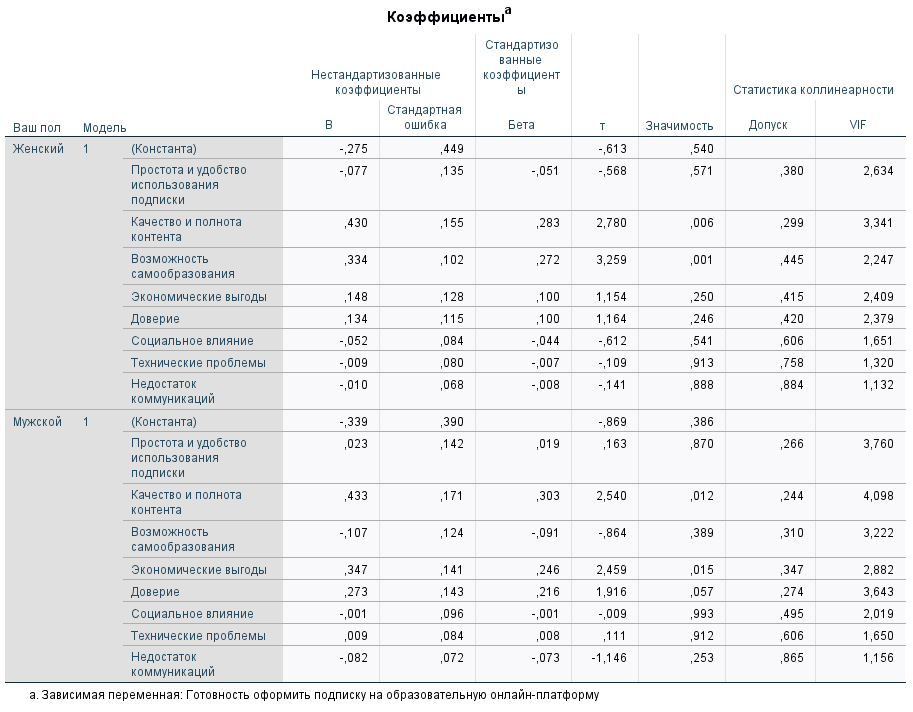 Коэффициентыᵃ
Стандартизо
ванные
Нестандартизованные коэффициент
коэффициенты ы Статистика коллинеарности
Стандартная
Ваш пол Модель B ошибка Бета т Значимость Допуск VIF
Женский 1 (Константа) -,275 ,449 -,613 ,540
Простота и удобство -,077 ,135 -,051 -,568 ,571 ,380 2,634
использования
подписки
Качество и полнота ,430 ,155 ,283 2,780 ,006 ,299 3,341
контента
Возможность ,334 ,102 ,272 3,259 ,001 ,445 2,247
самообразования
Экономические выгоды ,148 ,128 ,100 1,154 ,250 ,415 2,409
Доверие ,134 ,115 ,100 1,164 ,246 ,420 2,379
Социальное влияние -,052 ,084 -,044 -,612 ,541 ,606 1,651
Технические проблемы -,009 ,080 -,007 -,109 ,913 ,758 1,320
Недостаток -,010 ,068 -,008 -,141 ,888 ,884 1,132
коммуникаций
Мужской 1 (Константа) -,339 ,390 -,869 ,386
Простота и удобство ,023 ,142 ,019 ,163 ,870 ,266 3,760
использования
подписки
Качество и полнота ,433 ,171 ,303 2,540 ,012 ,244 4,098
контента
Возможность -,107 ,124 -,091 -,864 ,389 ,310 3,222
самообразования
Экономические выгоды ,347 ,141 ,246 2,459 ,015 ,347 2,882
Доверие ,273 ,143 ,216 1,916 ,057 ,274 3,643
Социальное влияние -,001 ,096 -,001 -,009 ,993 ,495 2,019
Технические проблемы ,009 ,084 ,008 ,111 ,912 ,606 1,650
Недостаток -,082 ,072 -,073 -1,146 ,253 ,865 1,156
коммуникаций
a. Зависимая переменная: Готовность оформить подписку на образовательную онлайн-платформу